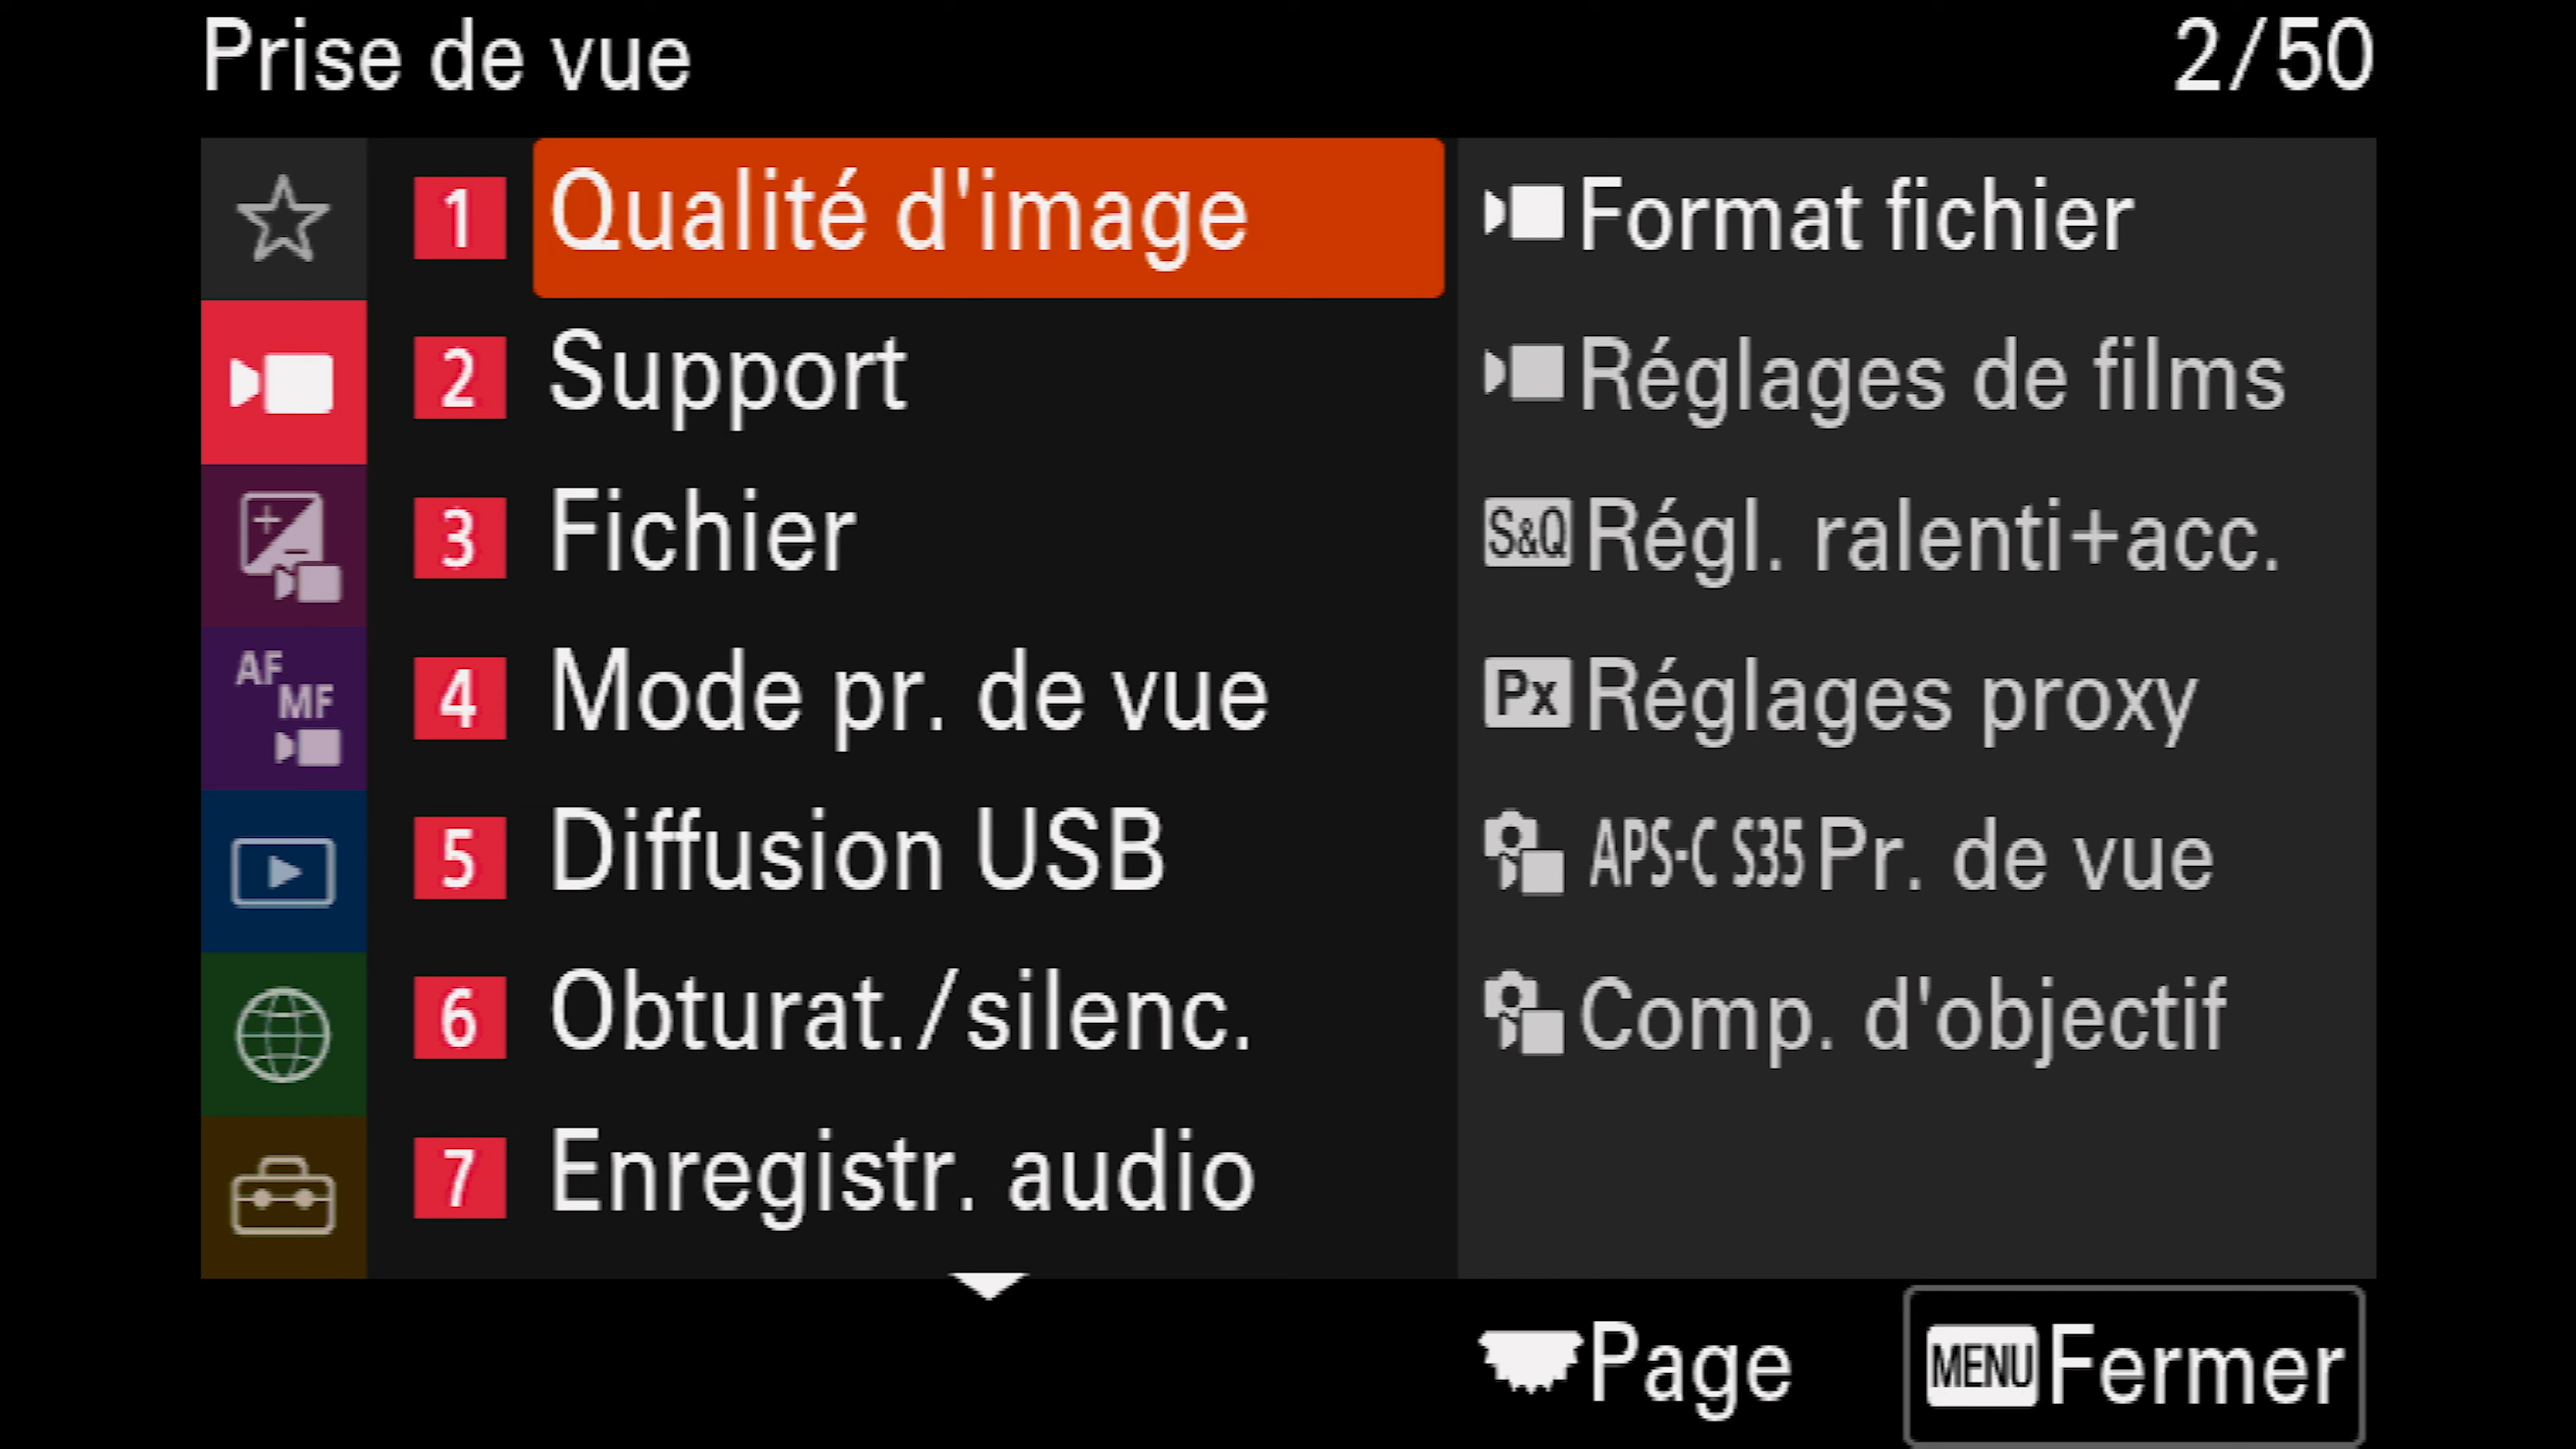 Prise de vue
2/50
1 Qualité d'image
2 Support
3 Fichier
4 Mode pr. de vue
5 Diffusion USB
6 Obturat./silenc.
7 Enregistr. audio
AF
MF
Format fichier
Réglages de films
S&Q Régl. ralenti+acc.
Px Réglages proxy
APS-C S35 Pr. de vue
Comp. d'objectif
Page
MENU Fermer